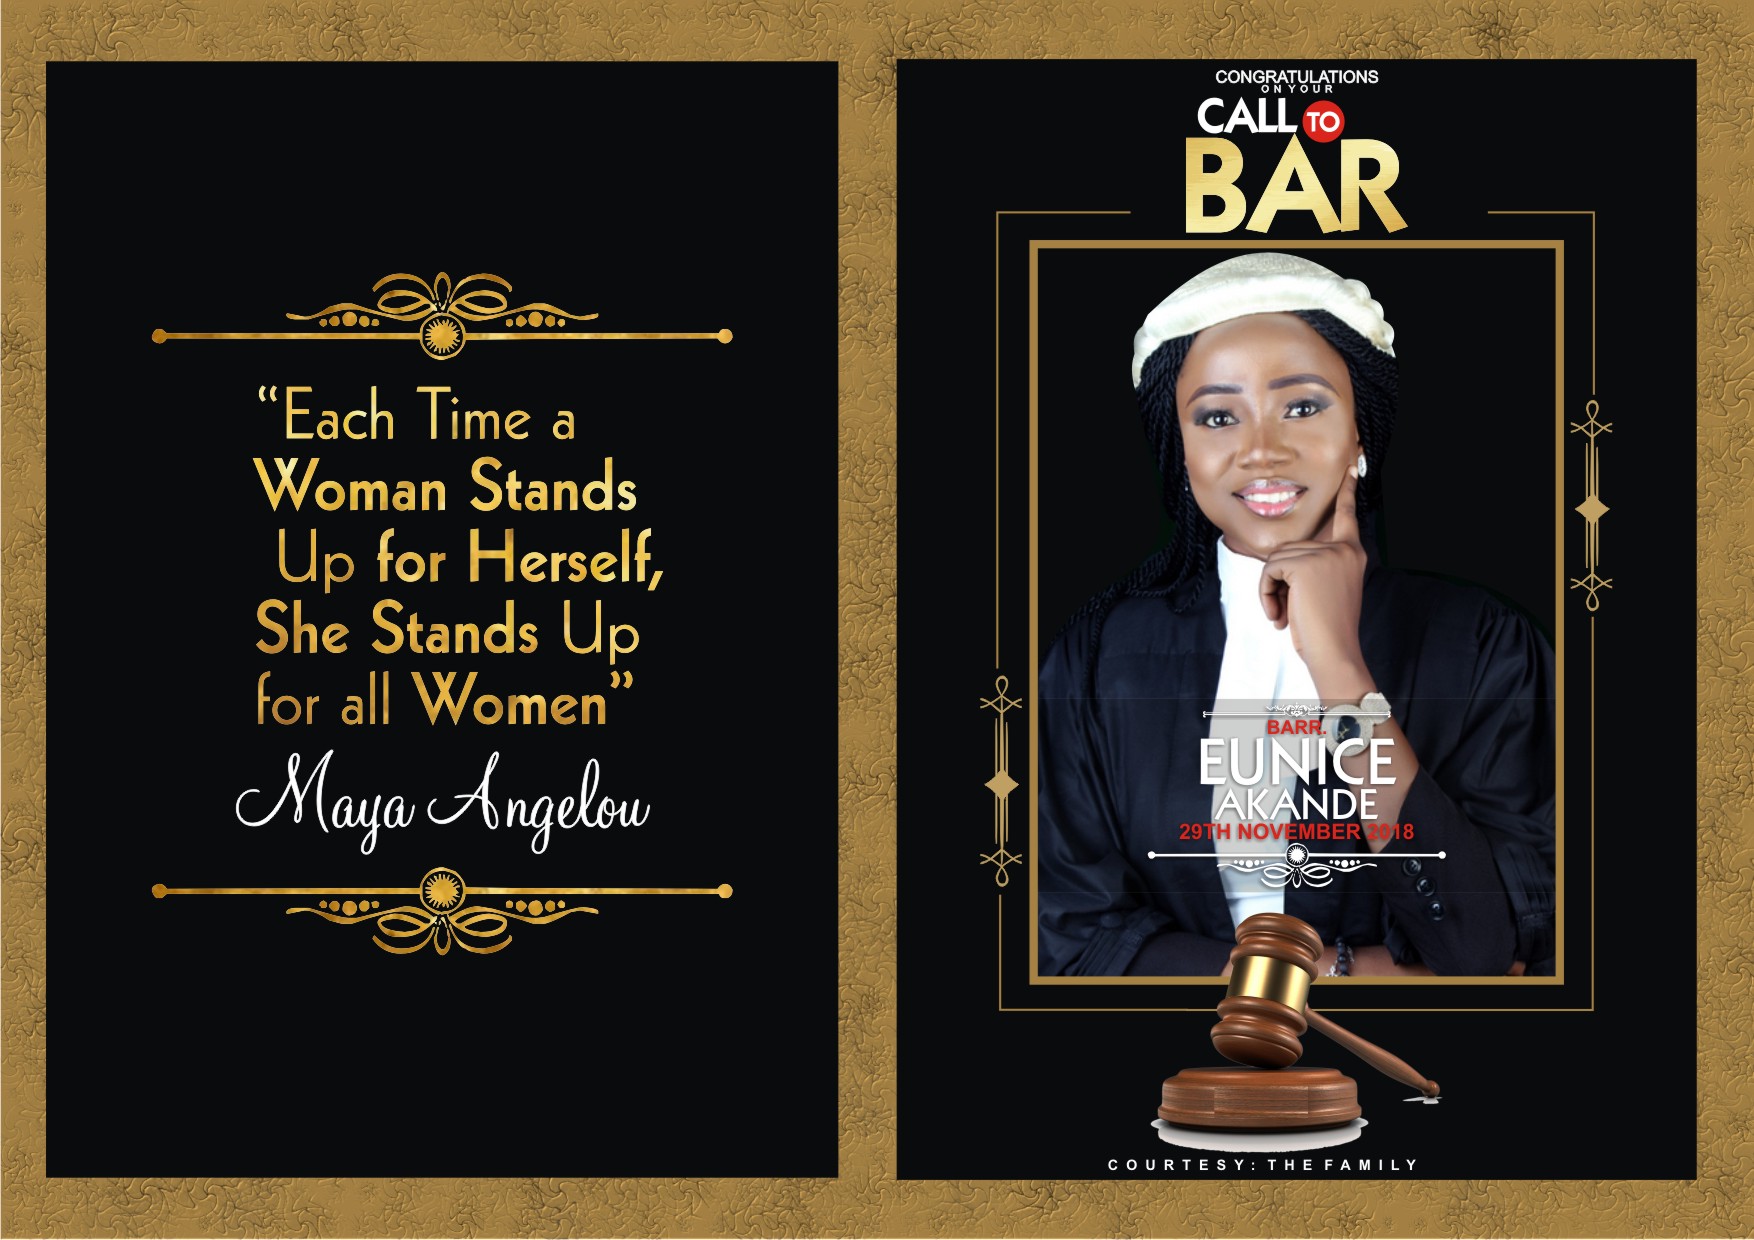 “Each Time a
Woman Stands
Up for Herself,
She Stands Up
for all Women”
Maya Angelou
CONGRATULATIONS
ON YOUR
CALL TO
BAR
BARR.
EUNICE
AKANDE
29TH NOVEMBER 2018
COURTESY: THE FAMILY